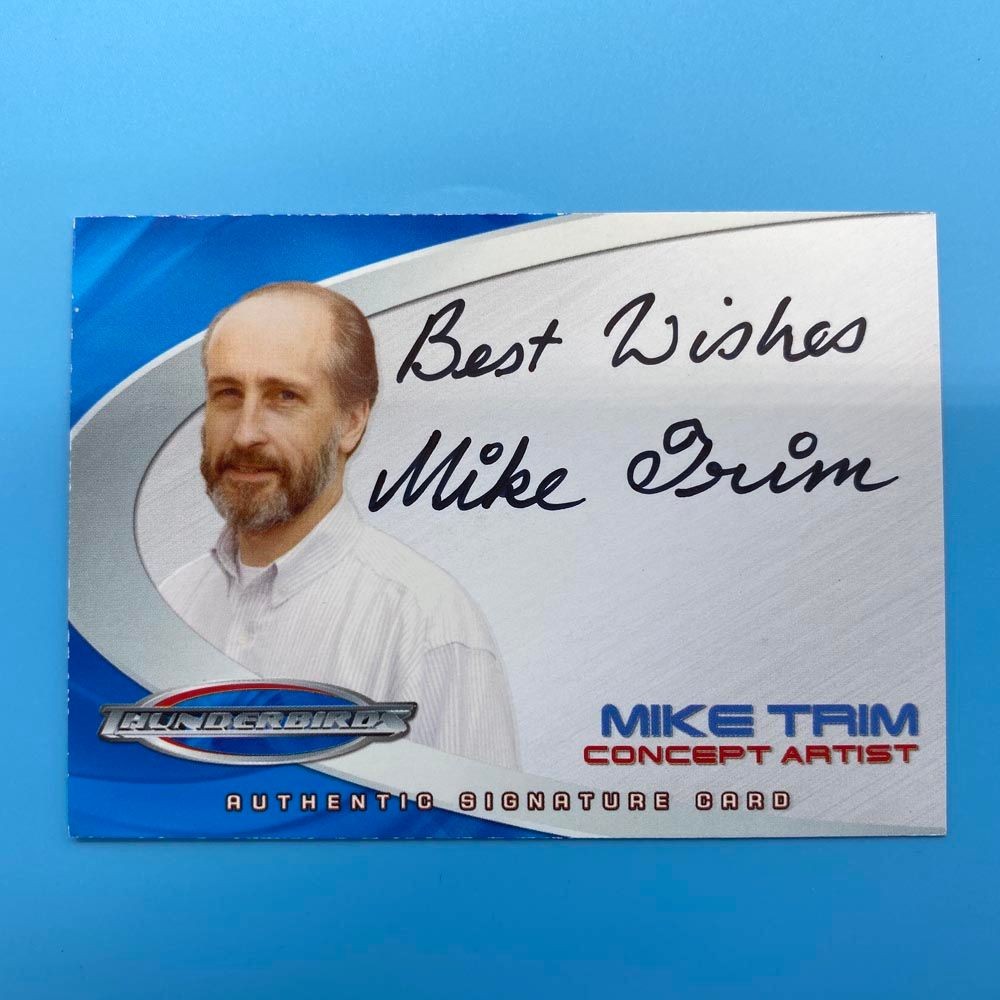 Best Wishes
Mike Trim
THUNDERBIRDS
MIKE TRIM
CONCEPT ARTIST
AUTHENTIC SIGNATURE CARD